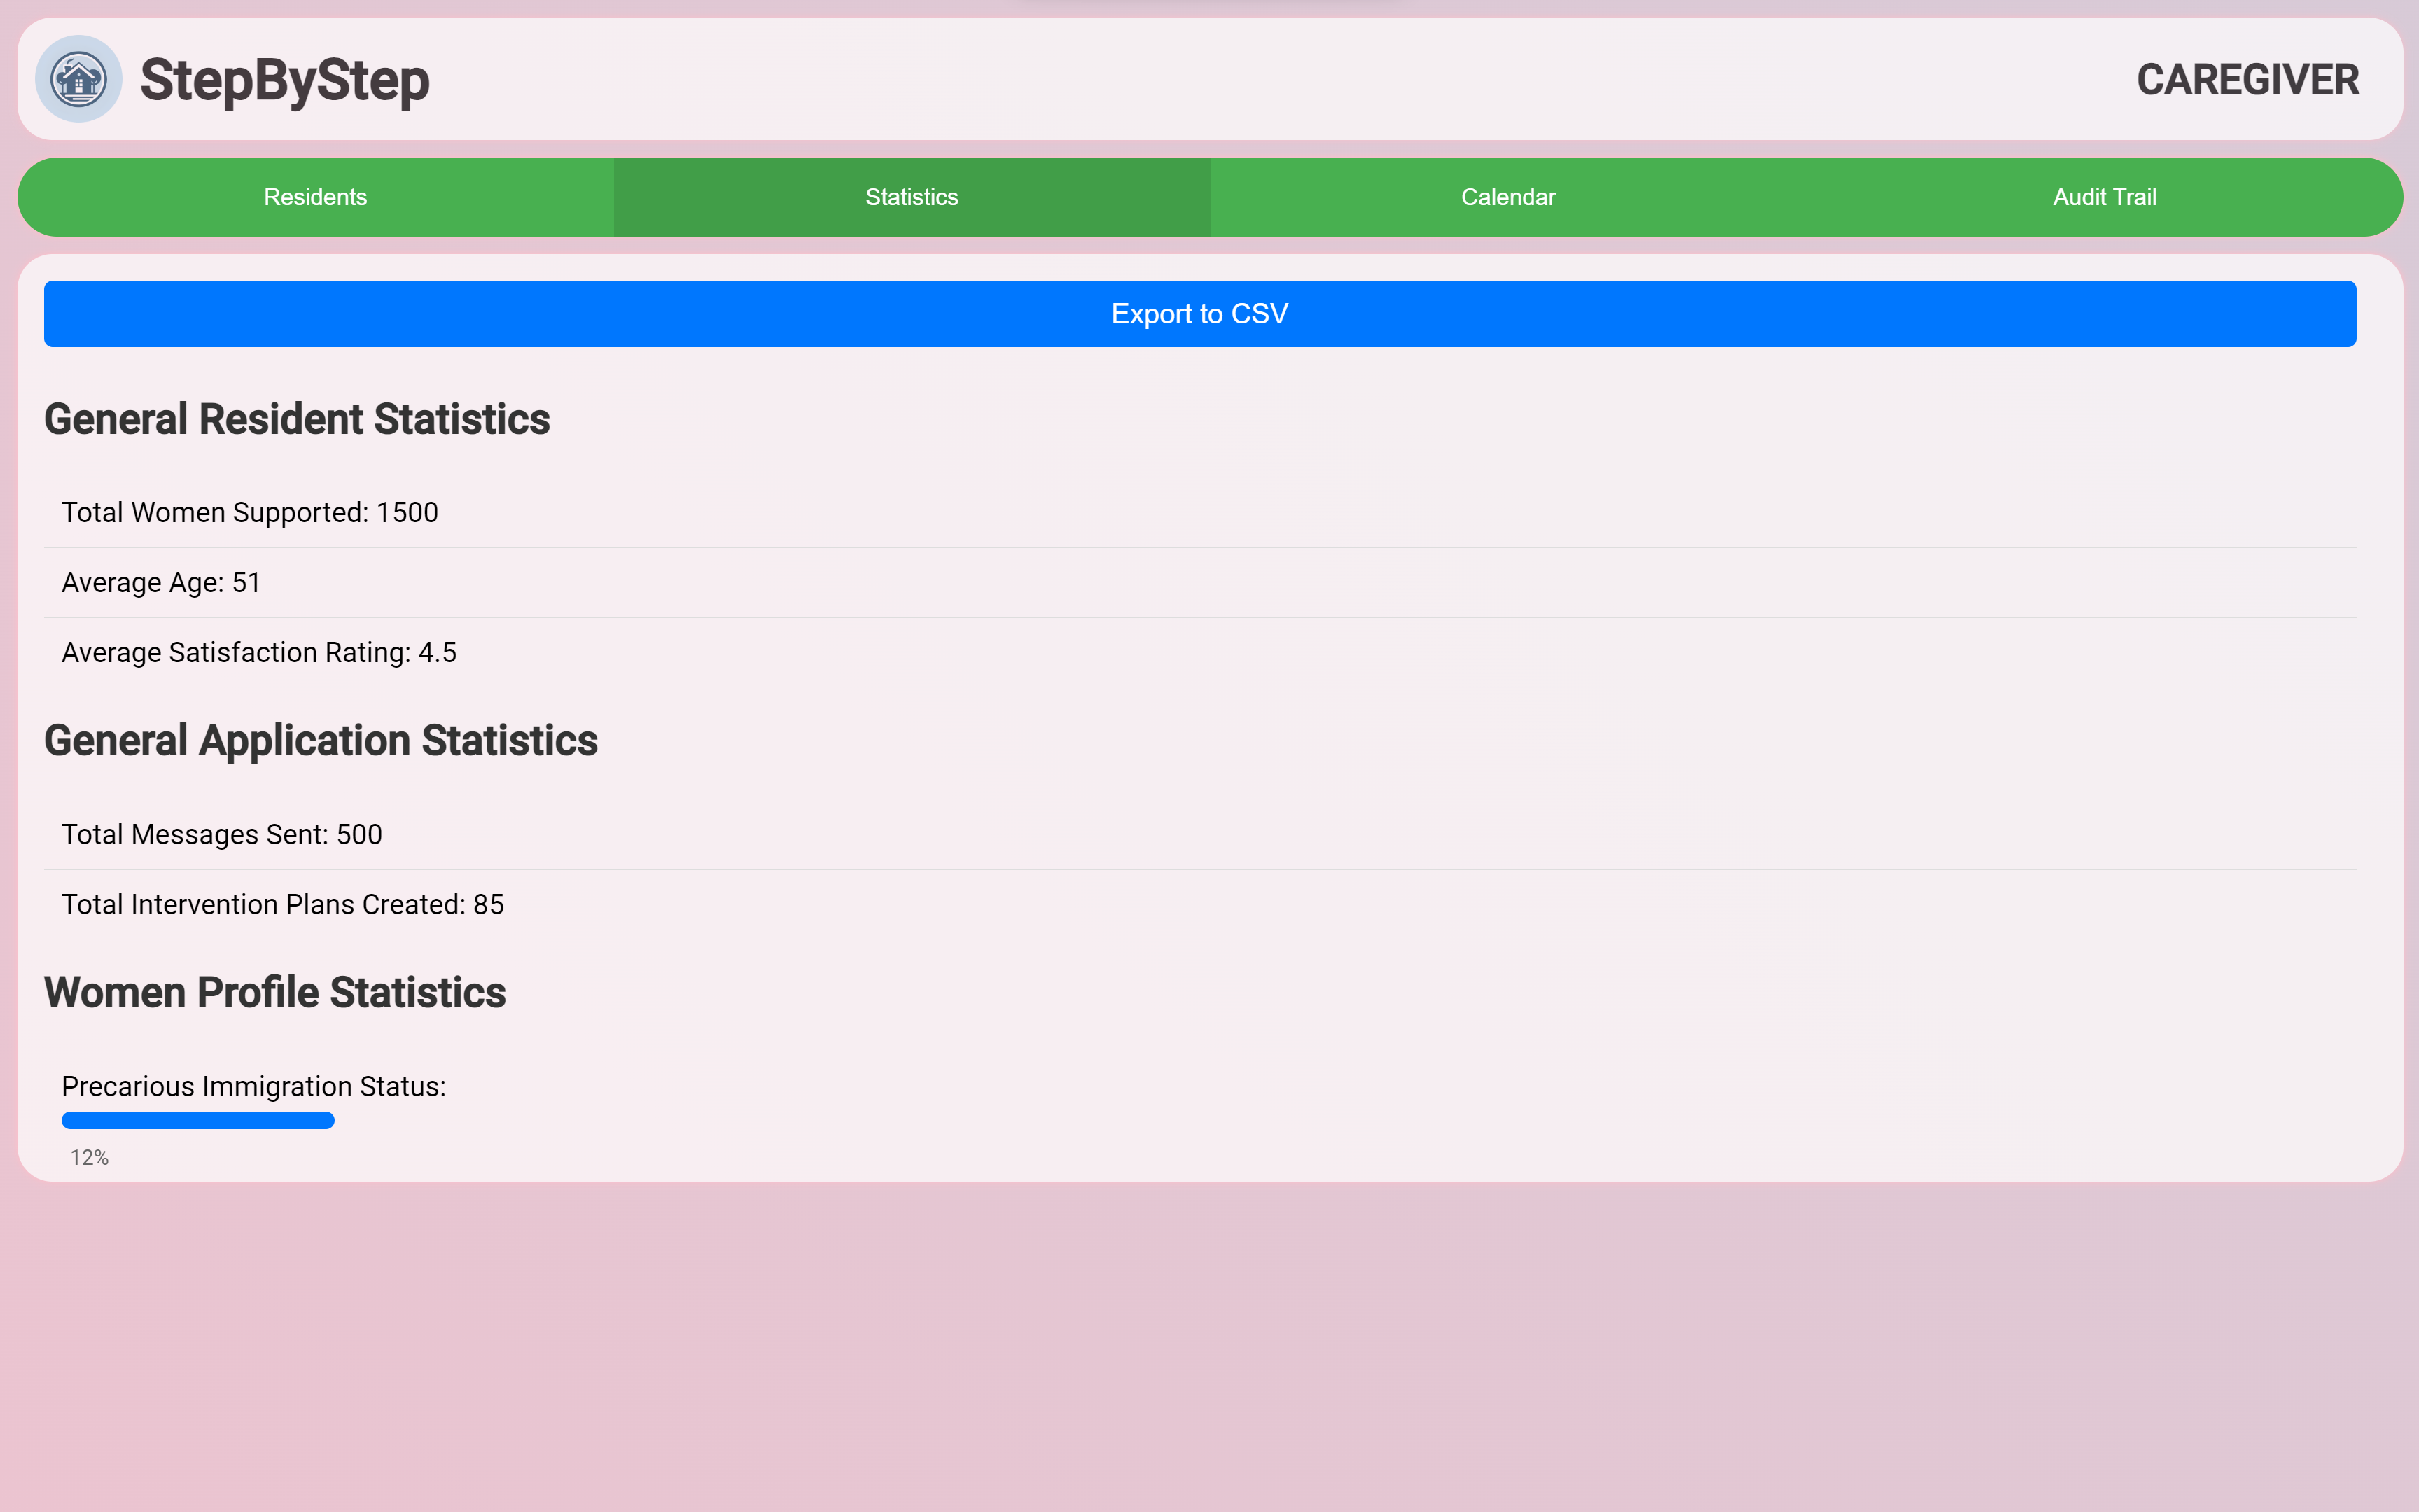 StepByStep
CAREGIVER
Residents
Statistics
Calendar
Audit Trail
Export to CSV
General Resident Statistics
Total Women Supported: 1500
Average Age: 51
Average Satisfaction Rating: 4.5
General Application Statistics
Total Messages Sent: 500
Total Intervention Plans Created: 85
Women Profile Statistics
Precarious Immigration Status:
12%